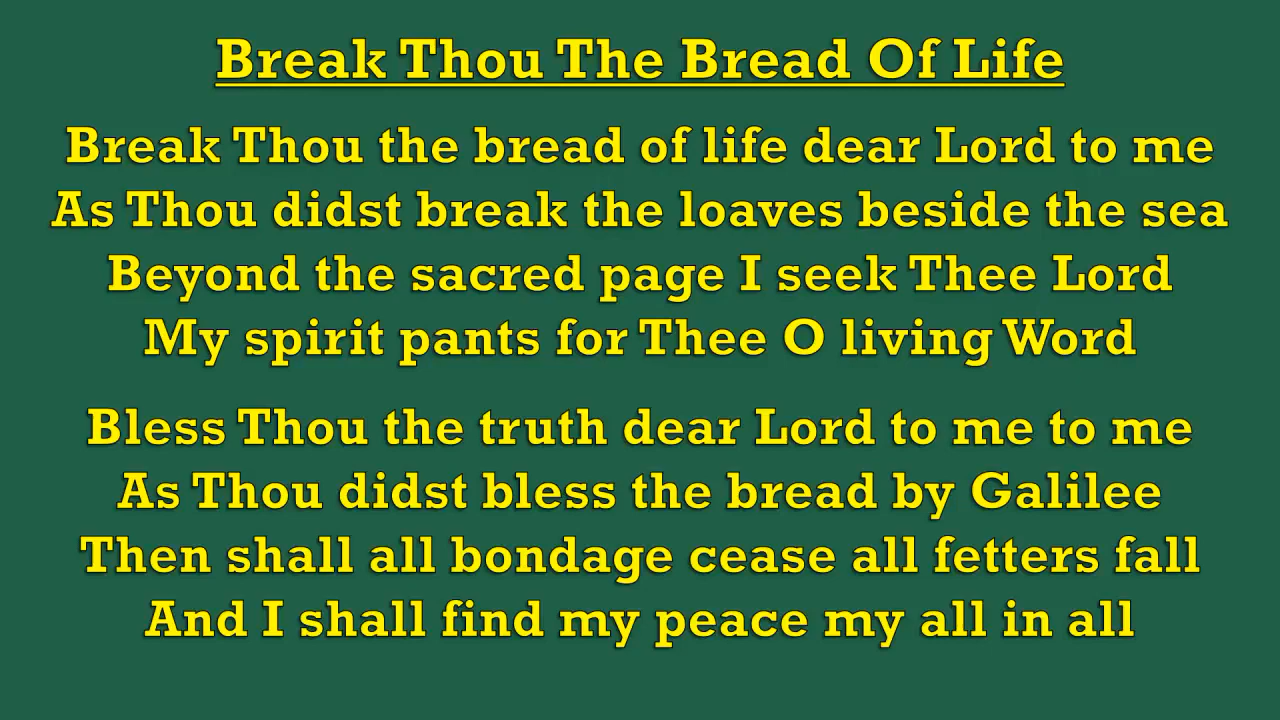 Break Thou The Bread Of Life
Break Thou the bread of life dear Lord to me
As Thou didst break the loaves beside the sea
Beyond the sacred page I seek Thee Lord
My spirit pants for Thee O living Word
Bless Thou the truth dear Lord to me to me
As Thou didst bless the bread by Galilee
Then shall all bondage cease all fetters fall
And I shall find my peace my all in all